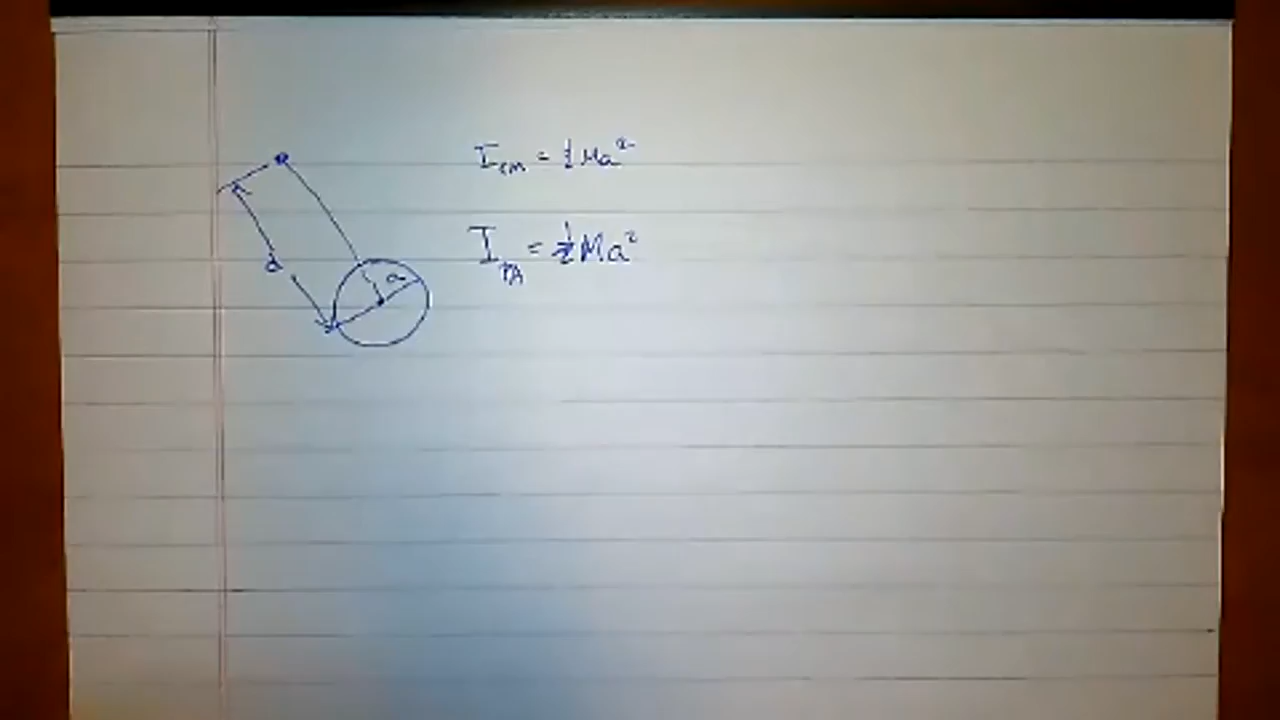 I_cm = ½Ma²
I_PA = ½Ma²
d
a